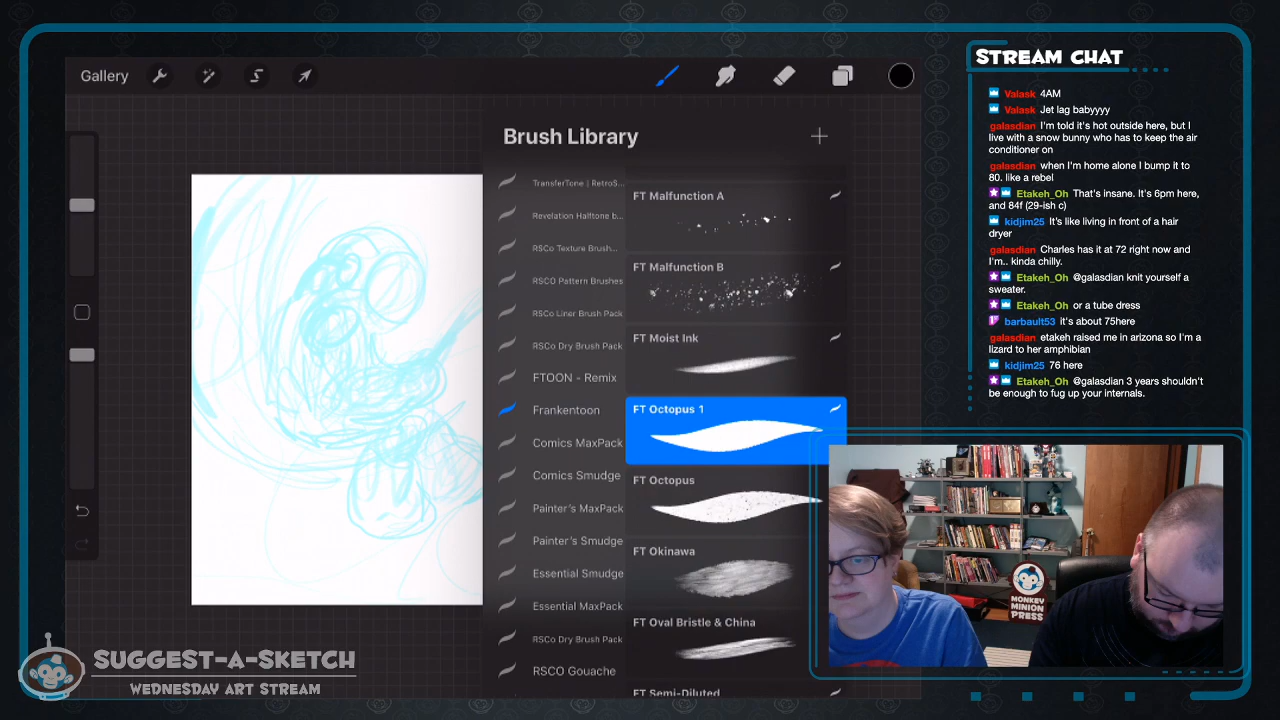 Gallery
Brush Library
TransferTone | RetroS...
Revelation Halftone b...
RSCo Texture Brush...
RSCO Pattern Brushes
RSCo Liner Brush Pack
RSCo Dry Brush Pack
FTOON - Remix
Frankentoon
Comics MaxPack
Comics Smudge
Painter's MaxPack
Painter's Smudge
Essential Smudge
Essential MaxPack
RSCo Dry Brush Pack
RSCO Gouache
FT Malfunction A
FT Malfunction B
FT Moist Ink
FT Octopus 1
FT Octopus
FT Okinawa
FT Oval Bristle & China
FT Semi-Diluted
STREAM CHAT
Valask 4AM
Valask Jet lag babyyyy
galasdian I'm told it's hot outside here, but I
live with a snow bunny who has to keep the air
conditioner on
galasdian when I'm home alone I bump it to
80. like a rebel
Etakeh_Oh That's insane. It's 6pm here,
and 84f (29-ish c)
kidjim25 It's like living in front of a hair
dryer
galasdian Charles has it at 72 right now and
I'm.. kinda chilly.
Etakeh_Oh @galasdian knit yourself a
sweater.
Etakeh_Oh or a tube dress
barbault53 it's about 75here
galasdian etakeh raised me in arizona so I'm a
lizard to her amphibian
kidjim25 76 here
Etakeh_Oh @galasdian 3 years shouldn't
be enough to fug up your internals.
MONKEY
MINION
PRESS
SUGGEST-A-SKETCH
WEDNESDAY ART STREAM